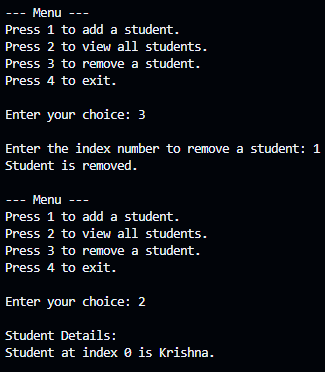 --- Menu ---
Press 1 to add a student.
Press 2 to view all students.
Press 3 to remove a student.
Press 4 to exit.
Enter your choice: 3
Enter the index number to remove a student: 1
Student is removed.
--- Menu ---
Press 1 to add a student.
Press 2 to view all students.
Press 3 to remove a student.
Press 4 to exit.
Enter your choice: 2
Student Details:
Student at index 0 is Krishna.